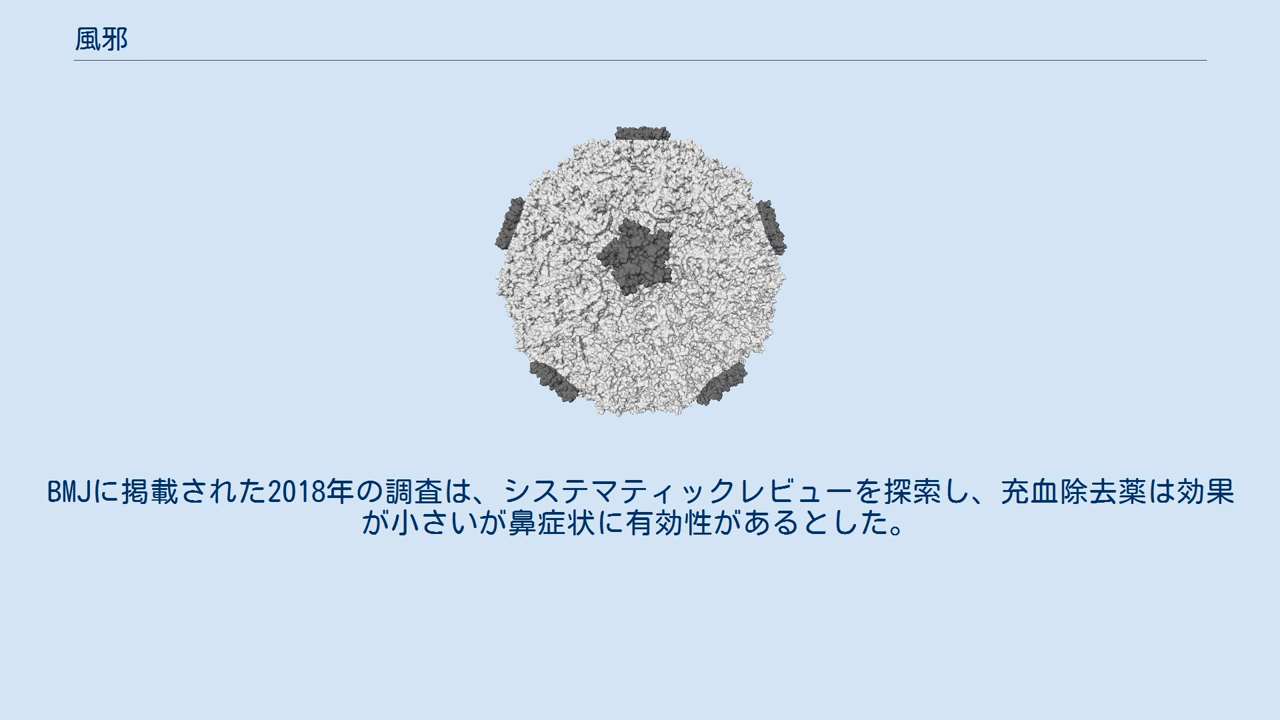 風邪
BMJに掲載された2018年の調査は、システマティックレビューを探索し、充血除去薬は効果
が小さいが鼻症状に有効性があるとした。